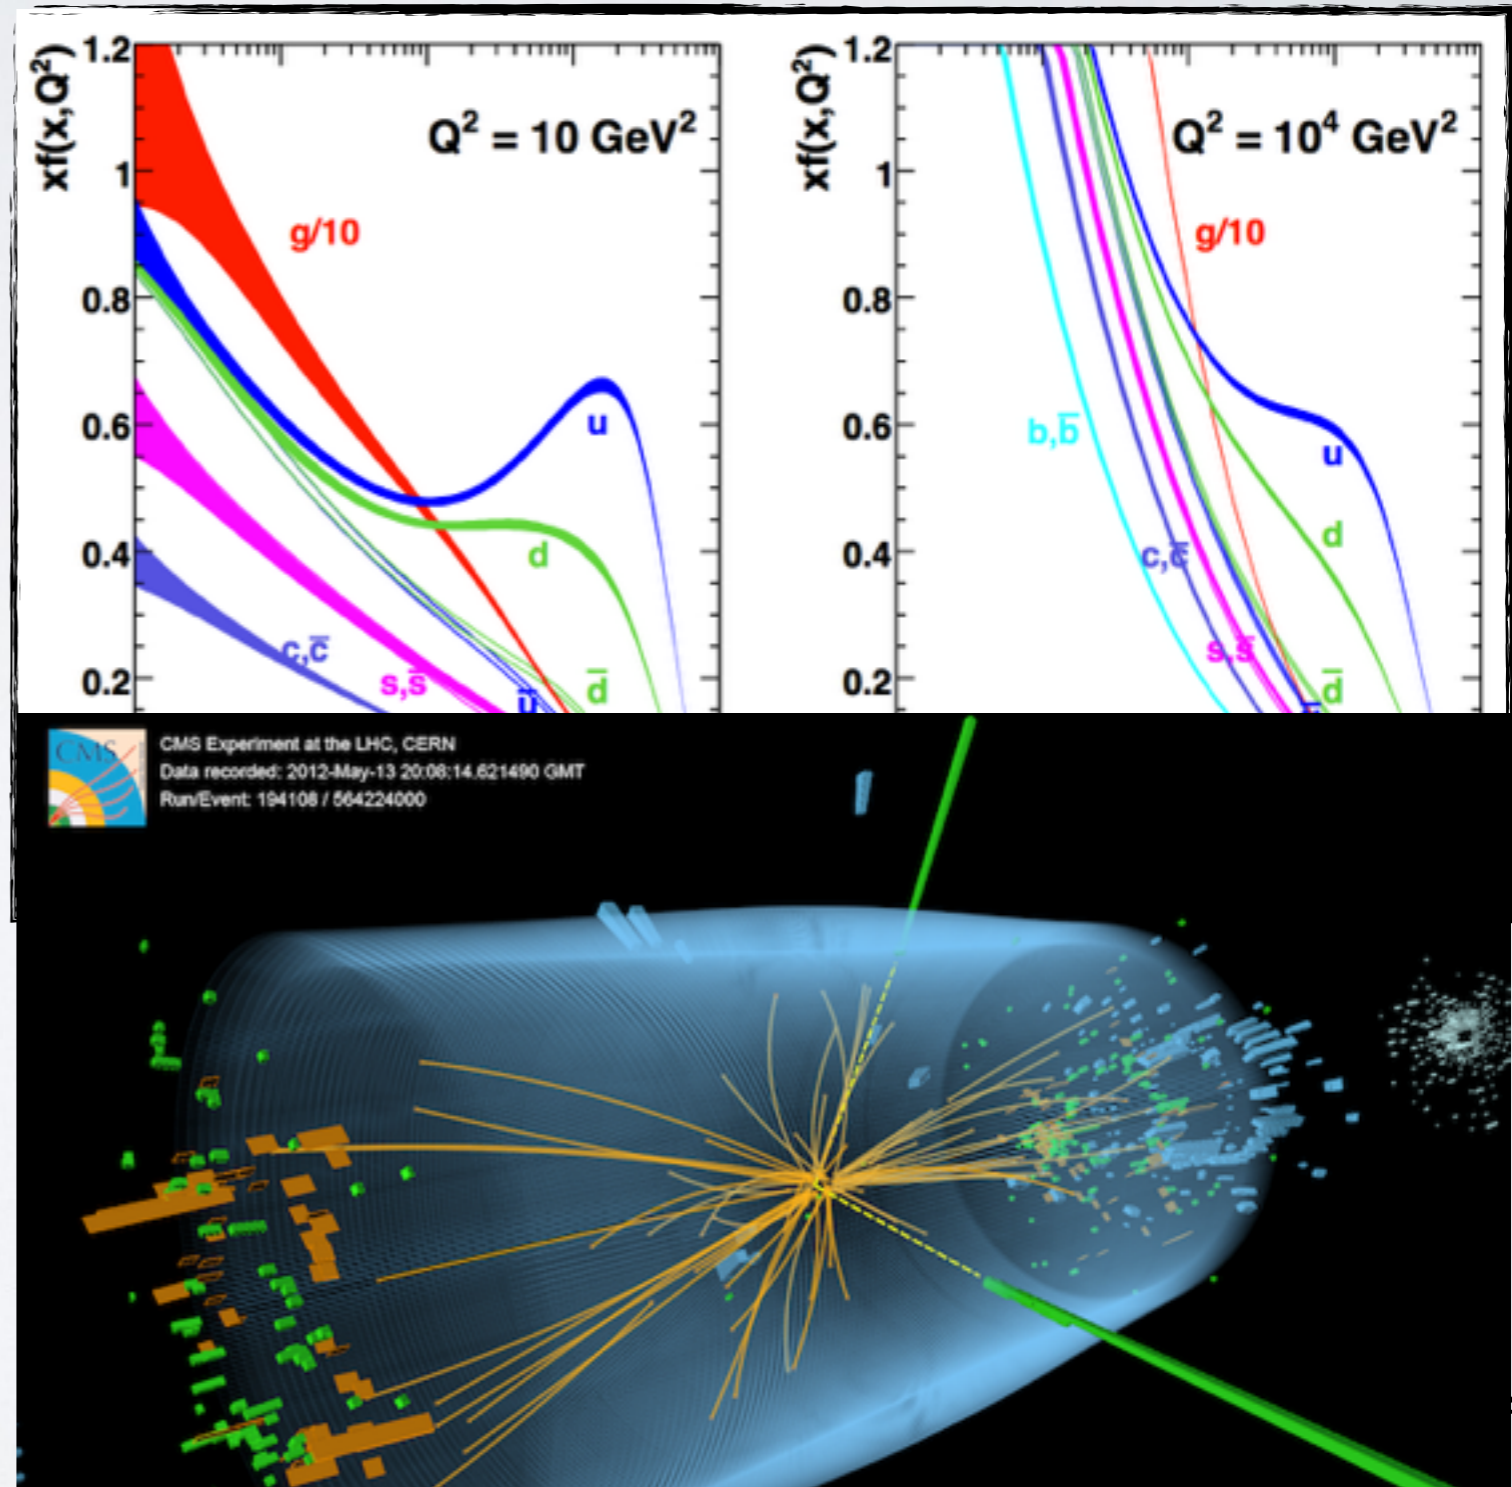 xf(x,Q²)
1.2
1
0.8
0.6
0.4
0.2
Q² = 10 GeV²
g/10
u
d
c,c̅
s,s̅
u̅
d̅
xf(x,Q²)
1.2
1
0.8
0.6
0.4
0.2
Q² = 10⁴ GeV²
g/10
b,b̅
u
d
c,c̅
s,s̅
d̅
CMS
CMS Experiment at the LHC, CERN
Data recorded: 2012-May-13 20:08:14.621490 GMT
Run/Event: 194108 / 564224000